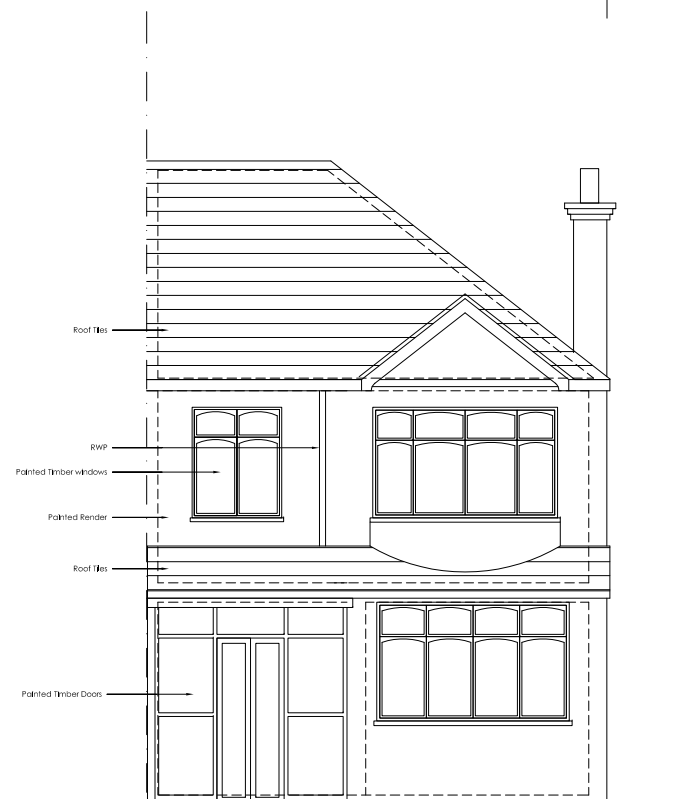 Roof Tiles
RWP
Painted Timber windows
Painted Render
Roof Tiles
Painted Timber Doors